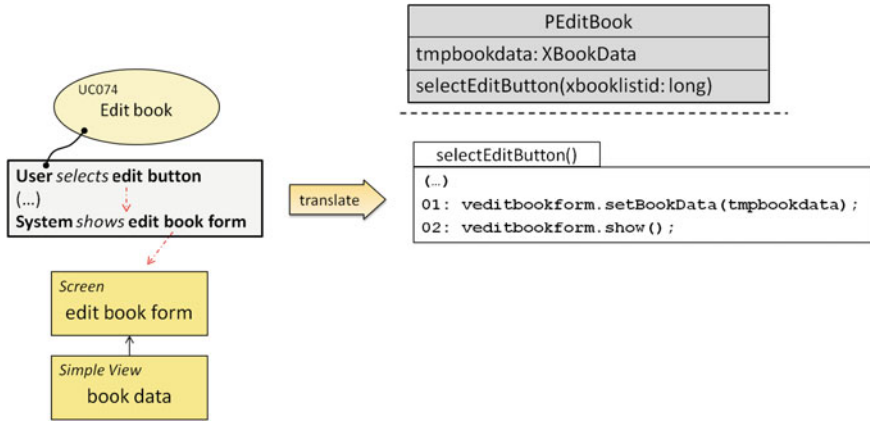 UC074
Edit book
User selects edit button
(...)
System shows edit book form
Screen
edit book form
Simple View
book data
translate
PEditBook
tmpbookdata: XBookData
selectEditButton(xbooklistid: long)
selectEditButton()
(…)
01: veditbookform.setBookData(tmpbookdata);
02: veditbookform.show();